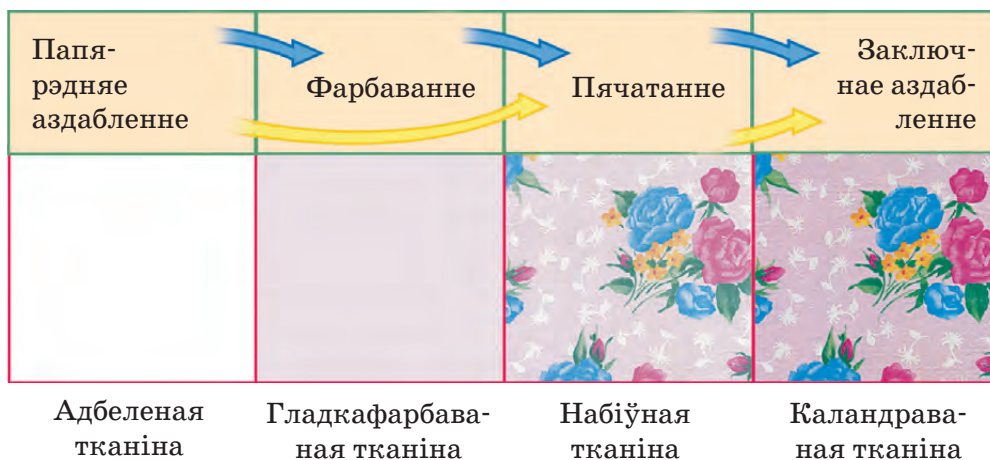 Папя-
рэдняе
аздабленне
Фарбаванне
Пячатанне
Заключ-
нае аздаб-
ленне
Адбеленая
тканіна
Гладкафарбава-
ная тканіна
Набіўная
тканіна
Каландрава-
ная тканіна